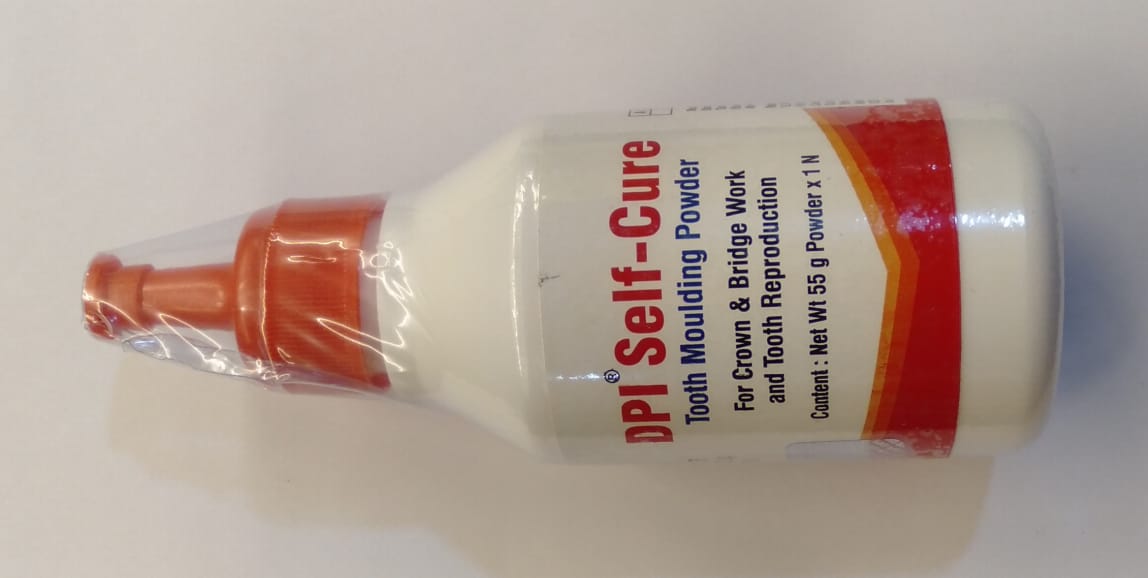 DPI® Self-Cure
Tooth Moulding Powder
For Crown & Bridge Work
and Tooth Reproduction
Content : Net Wt 55 g Powder x 1 N